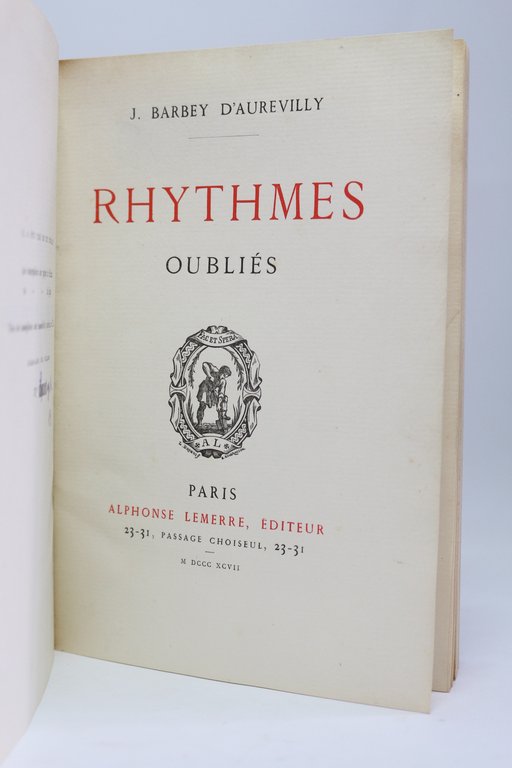 J. BARBEY D'AUREVILLY
RHYTHMES
OUBLIÉS
FAC ET SPERA
AL
PARIS
ALPHONSE LEMERRE, ÉDITEUR
23-31, PASSAGE CHOISEUL, 23-31
M DCCC XCVII